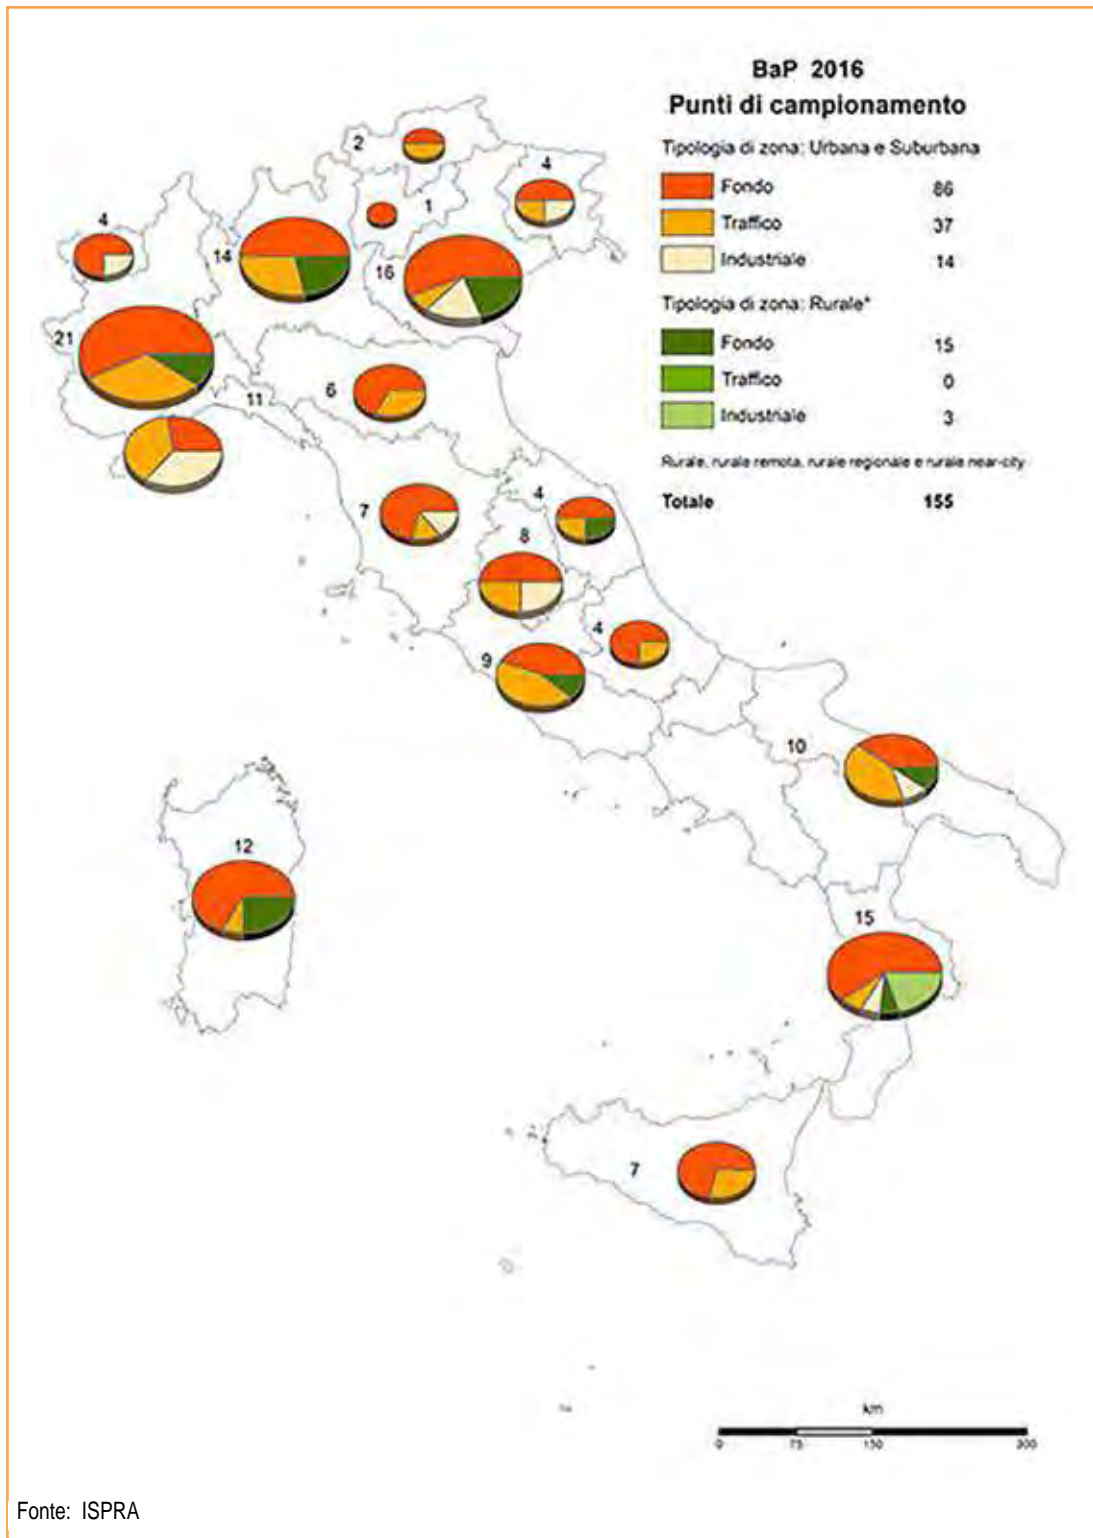 BaP 2016
Punti di campionamento
Tipologia di zona: Urbana e Suburbana
Fondo 86
Traffico 37
Industriale 14
Tipologia di zona: Rurale*
Fondo 15
Traffico 0
Industriale 3
Rurale, rurale remota, rurale regionale e rurale near-city
Totale 155
2
4
1
4
14
16
21
6
11
4
7
8
4
9
10
12
15
7
km
0 75 150 300
Fonte: ISPRA